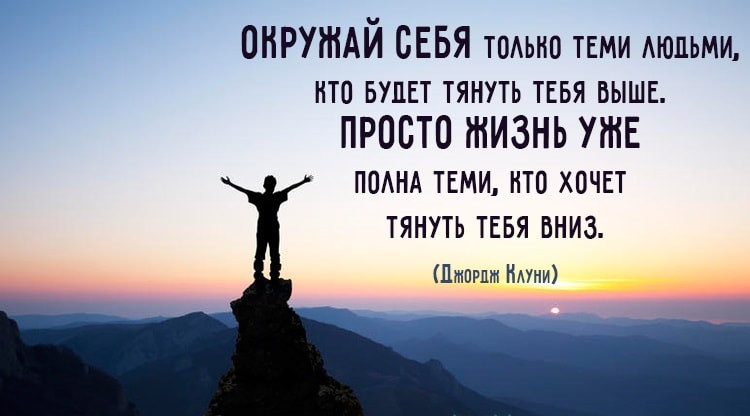 ОКРУЖАЙ СЕБЯ ТОЛЬКО ТЕМИ ЛЮДЬМИ,
КТО БУДЕТ ТЯНУТЬ ТЕБЯ ВЫШЕ.
ПРОСТО ЖИЗНЬ УЖЕ
ПОЛНА ТЕМИ, КТО ХОЧЕТ
ТЯНУТЬ ТЕБЯ ВНИЗ.
(Джордж Клуни)